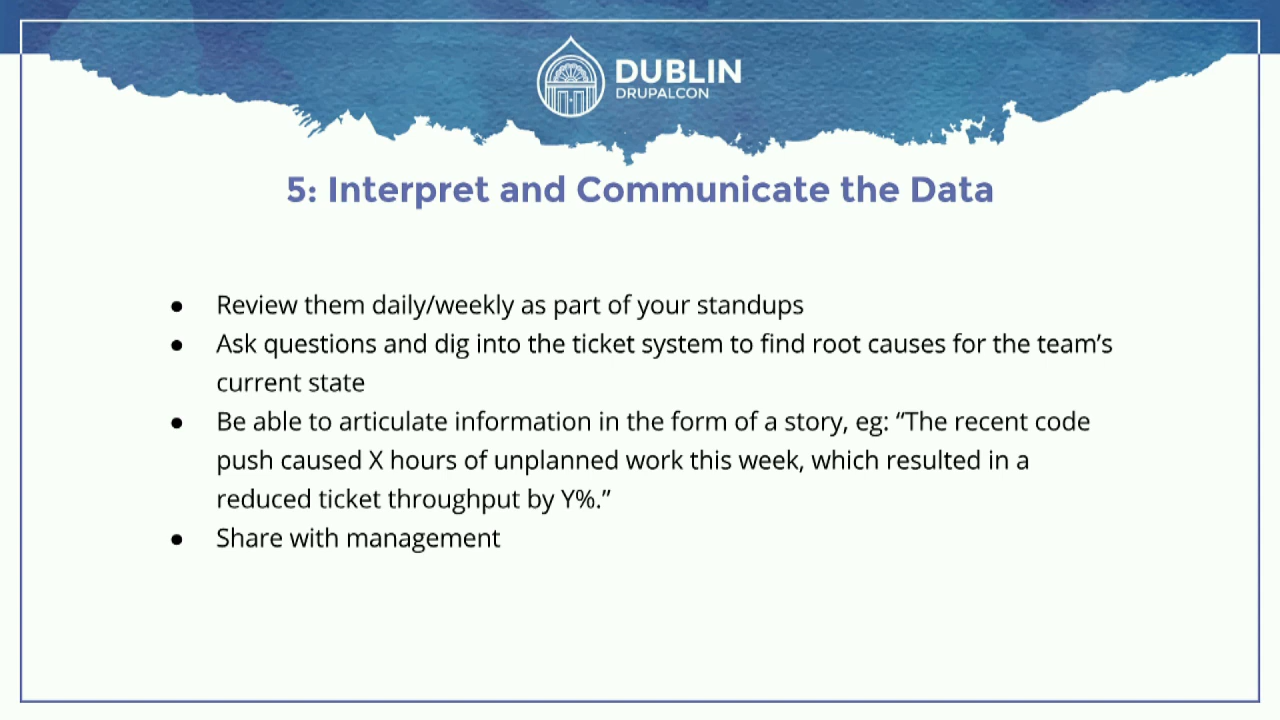 DUBLIN
DRUPALCON
5: Interpret and Communicate the Data
● Review them daily/weekly as part of your standups
● Ask questions and dig into the ticket system to find root causes for the team’s
current state
● Be able to articulate information in the form of a story, eg: “The recent code
push caused X hours of unplanned work this week, which resulted in a
reduced ticket throughput by Y%.”
● Share with management